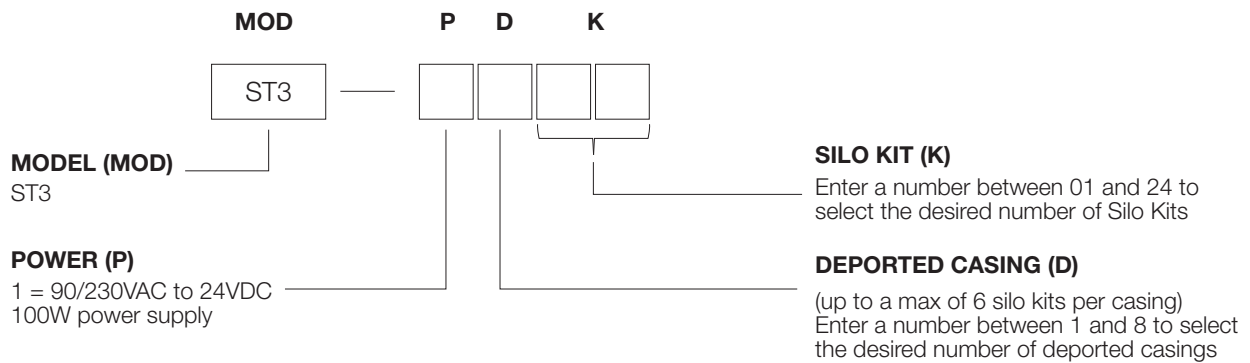 MOD P D K
ST3
MODEL (MOD)
ST3
POWER (P)
1 = 90/230VAC to 24VDC
100W power supply
SILO KIT (K)
Enter a number between 01 and 24 to
select the desired number of Silo Kits
DEPORTED CASING (D)
(up to a max of 6 silo kits per casing)
Enter a number between 1 and 8 to select
the desired number of deported casings